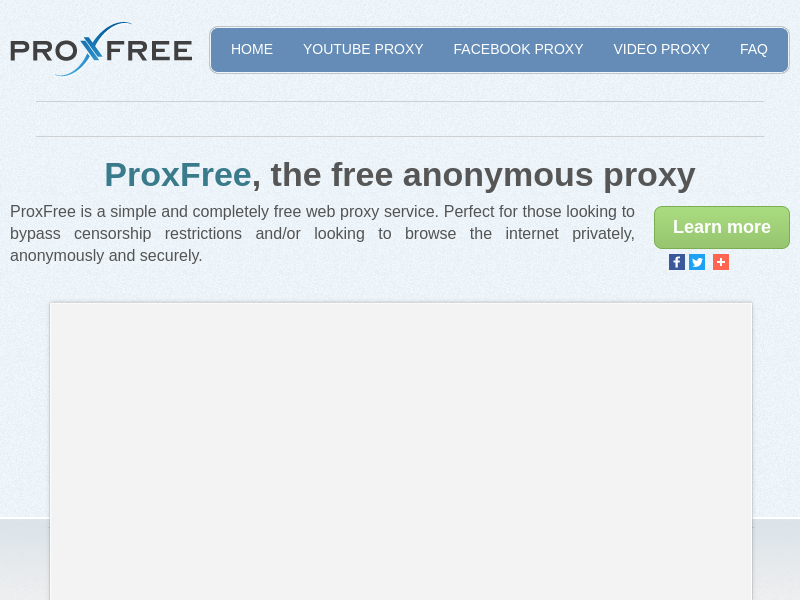 PROXFREE
HOME YOUTUBE PROXY FACEBOOK PROXY VIDEO PROXY FAQ
ProxFree, the free anonymous proxy
ProxFree is a simple and completely free web proxy service. Perfect for those looking to
bypass censorship restrictions and/or looking to browse the internet privately,
anonymously and securely.
Learn more